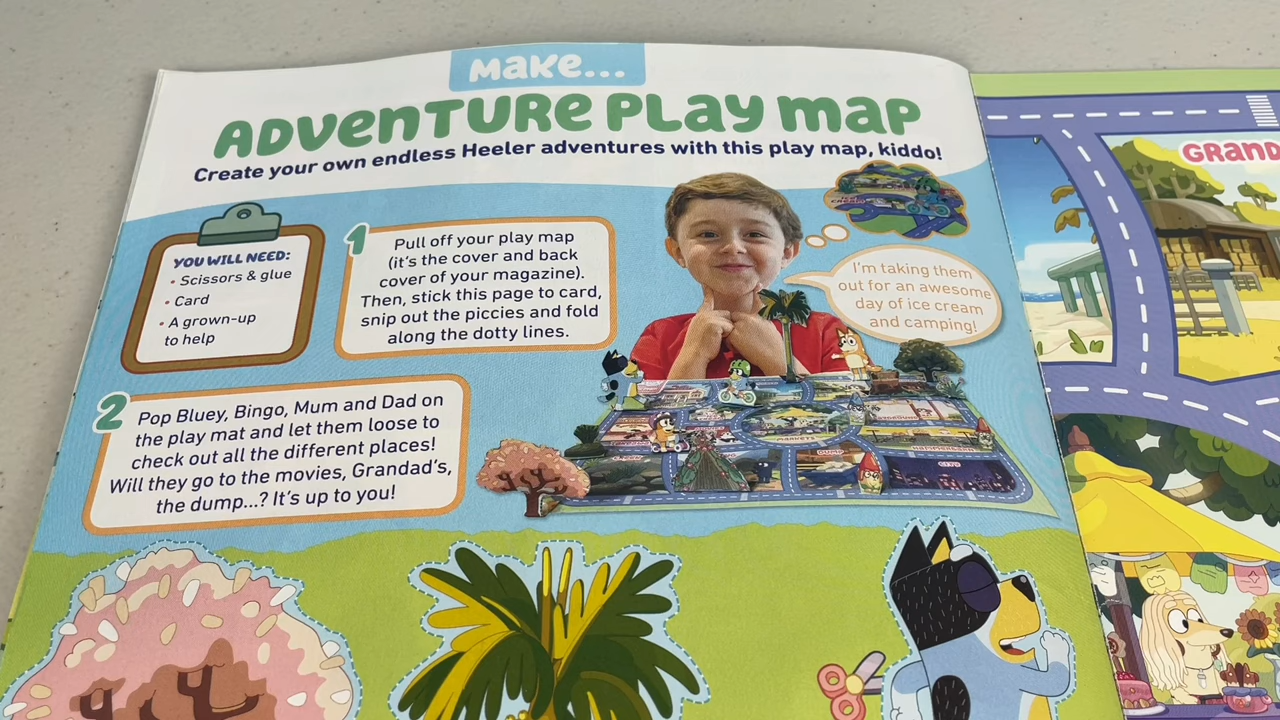 Make...
ADVENTURE PLAY MAP
Create your own endless Heeler adventures with this play map, kiddo!
YOU WILL NEED:
• Scissors & glue
• Card
• A grown-up
to help
1
Pull off your play map
(it's the cover and back
cover of your magazine).
Then, stick this page to card,
snip out the piccies and fold
along the dotty lines.
I'm taking them
out for an awesome
day of ice cream
and camping!
2
Pop Bluey, Bingo, Mum and Dad on
the play mat and let them loose to
check out all the different places!
Will they go to the movies, Grandad's,
the dump...? It's up to you!
MARKETS
DUMP
HAMMERBARN
CITY
GRAND